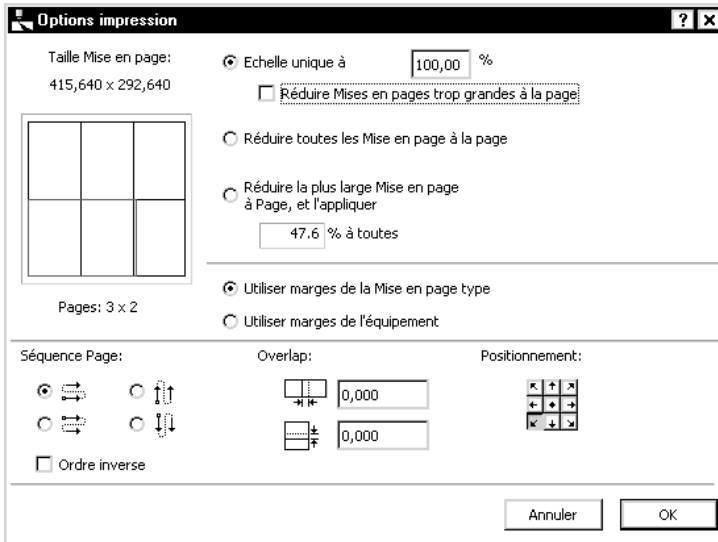 Options impression
Taille Mise en page:
415,640 x 292,640
Pages: 3 x 2
Echelle unique à 100,00 %
Réduire Mises en pages trop grandes à la page
Réduire toutes les Mise en page à la page
Réduire la plus large Mise en page
à Page, et l'appliquer
47.6 % à toutes
Utiliser marges de la Mise en page type
Utiliser marges de l'équipement
Séquence Page:
Ordre inverse
Overlap:
0,000
0,000
Positionnement:
Annuler
OK